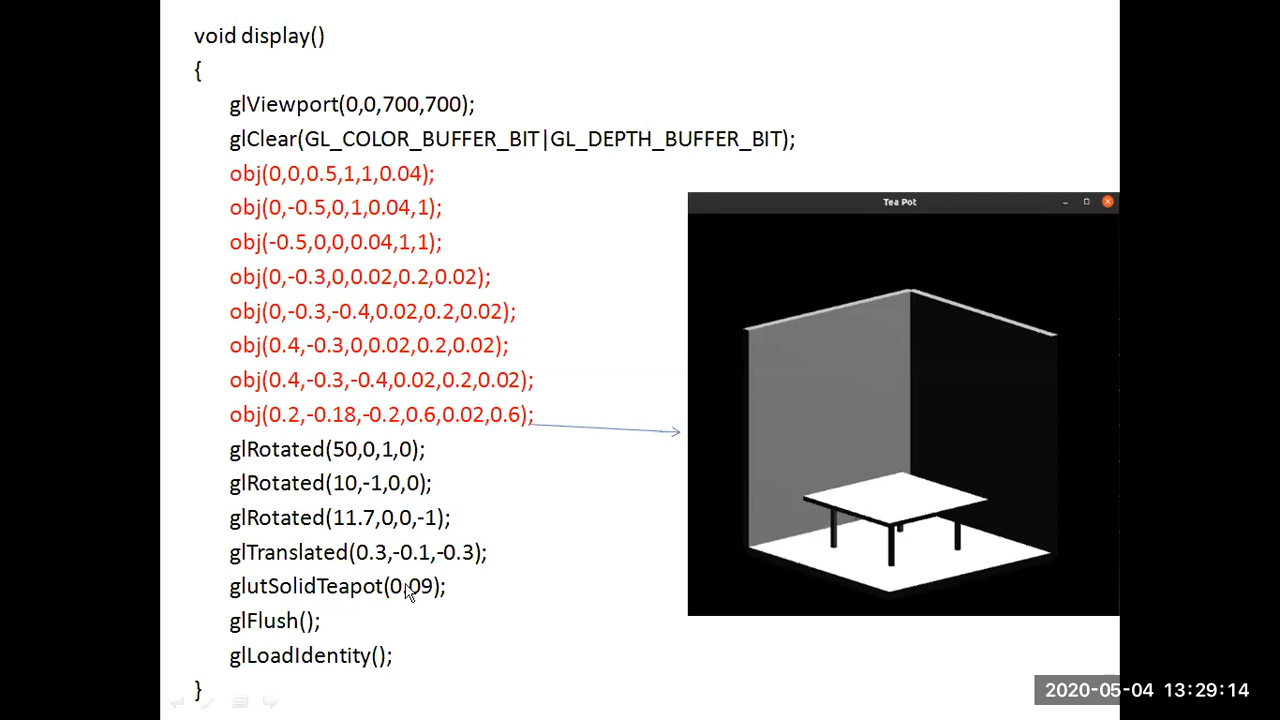 void display()
{
glViewport(0,0,700,700);
glClear(GL_COLOR_BUFFER_BIT|GL_DEPTH_BUFFER_BIT);
obj(0,0,0.5,1,1,0.04);
obj(0,-0.5,0,1,0.04,1);
obj(-0.5,0,0,0.04,1,1);
obj(0,-0.3,0,0.02,0.2,0.02);
obj(0,-0.3,-0.4,0.02,0.2,0.02);
obj(0.4,-0.3,0,0.02,0.2,0.02);
obj(0.4,-0.3,-0.4,0.02,0.2,0.02);
obj(0.2,-0.18,-0.2,0.6,0.02,0.6);
glRotated(50,0,1,0);
glRotated(10,-1,0,0);
glRotated(11.7,0,0,-1);
glTranslated(0.3,-0.1,-0.3);
glutSolidTeapot(0.09);
glFlush();
glLoadIdentity();
}
Tea Pot
2020-05-04 13:29:14